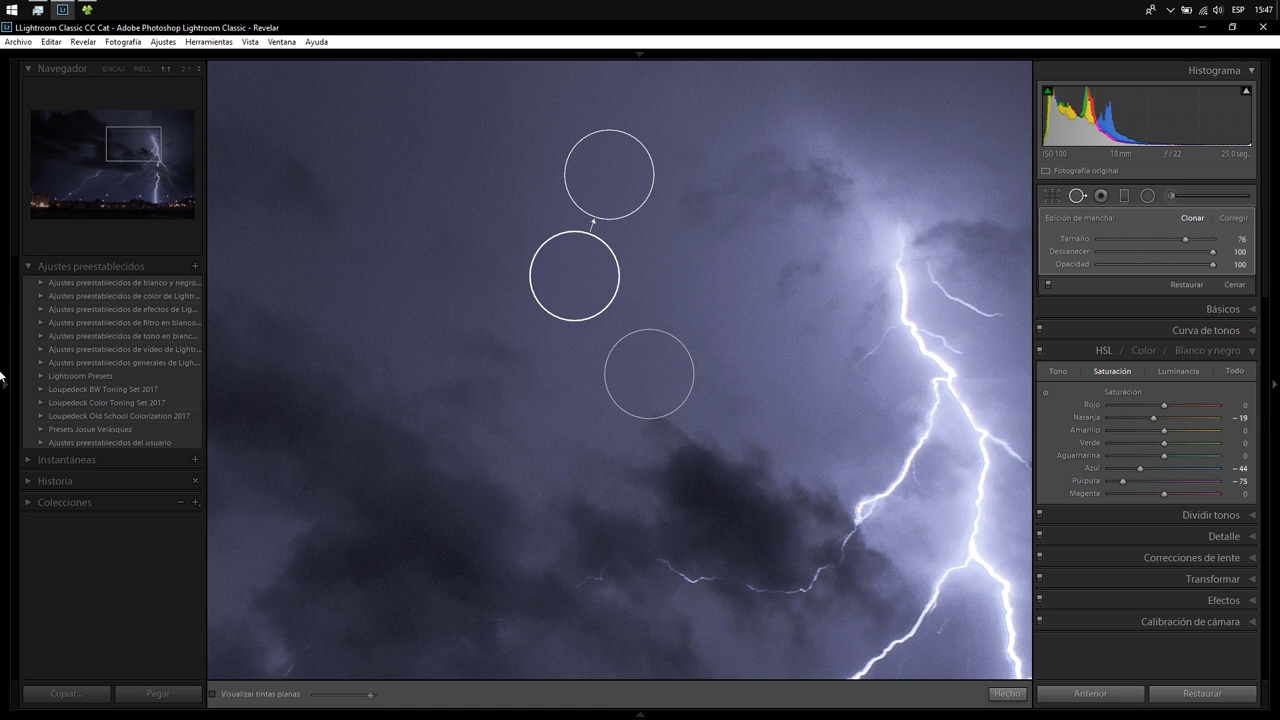 ESP 15:47
LLightroom Classic CC Cat - Adobe Photoshop Lightroom Classic - Revelar
Archivo Editar Revelar Fotografía Ajustes Herramientas Vista Ventana Ayuda
Navegador ENCAJ. RELL. 1:1 2:1
Ajustes preestablecidos
Ajustes preestablecidos de blanco y negro...
Ajustes preestablecidos de color de Lightr...
Ajustes preestablecidos de efectos de Lig...
Ajustes preestablecidos de filtro en blanco...
Ajustes preestablecidos de tono en blanc...
Ajustes preestablecidos de vídeo de Lightr...
Ajustes preestablecidos generales de Ligh...
Lightroom Presets
Loupedeck BW Toning Set 2017
Loupedeck Color Toning Set 2017
Loupedeck Old School Colorization 2017
Presets Josue Velásquez
Ajustes preestablecidos del usuario
Instantáneas
Historia
Colecciones
Copiar... Pegar
Visualizar tintas planas
Hecho
Histograma
ISO 100 18 mm ƒ / 22 25,0 seg.
Fotografía original
Edición de mancha: Clonar Corregir
Tamaño 76
Desvanecer 100
Opacidad 100
Restaurar Cerrar
Básicos
Curva de tonos
HSL / Color / Blanco y negro
Tono Saturación Luminancia Todo
Saturación
Rojo 0
Naranja – 19
Amarillo 0
Verde 0
Aguamarina 0
Azul – 44
Púrpura – 75
Magenta 0
Dividir tonos
Detalle
Correcciones de lente
Transformar
Efectos
Calibración de cámara
Anterior Restaurar